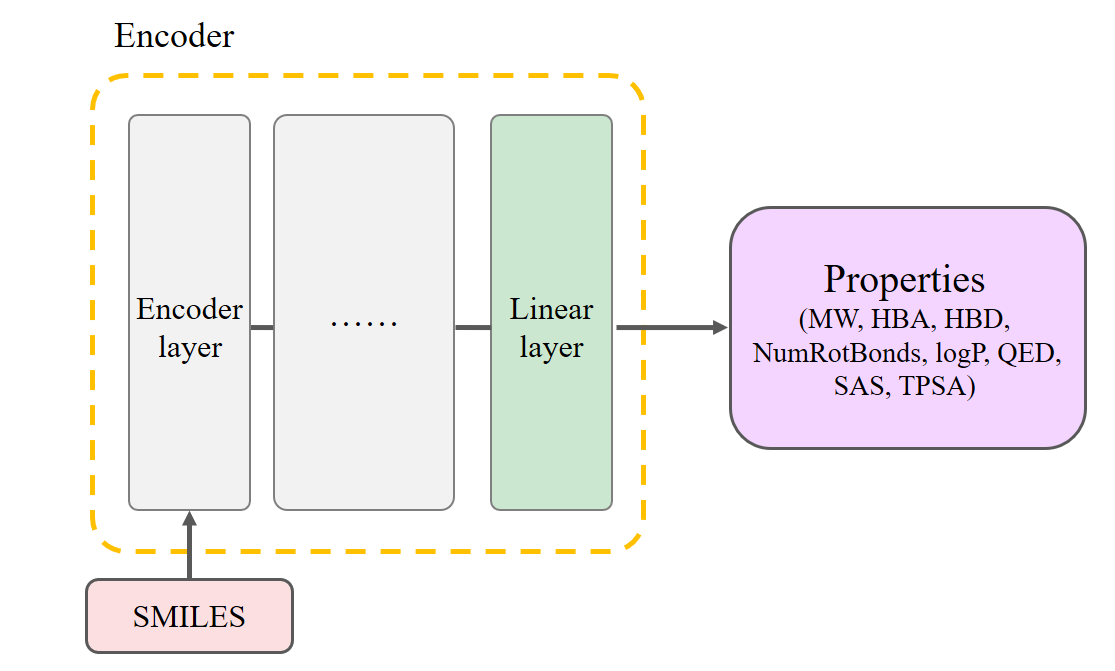 Encoder
Encoder
layer
……
Linear
layer
Properties
(MW, HBA, HBD,
NumRotBonds, logP, QED,
SAS, TPSA)
SMILES